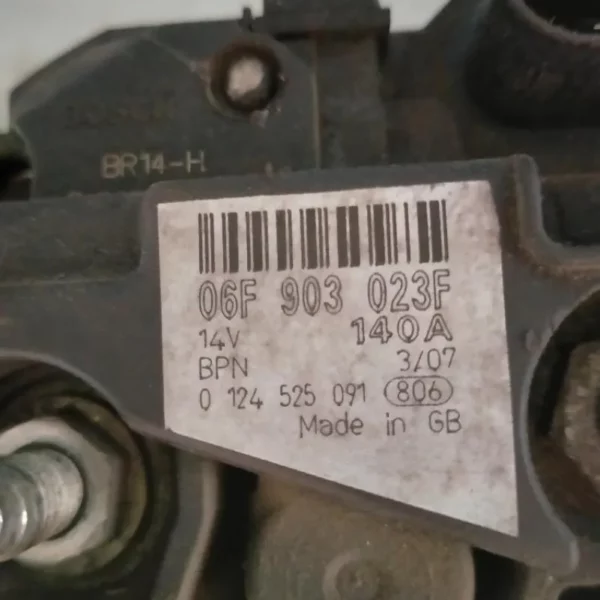 BR14-H
06F 903 023F
14V 140A
BPN 3/07
0 124 525 091 806
Made in GB